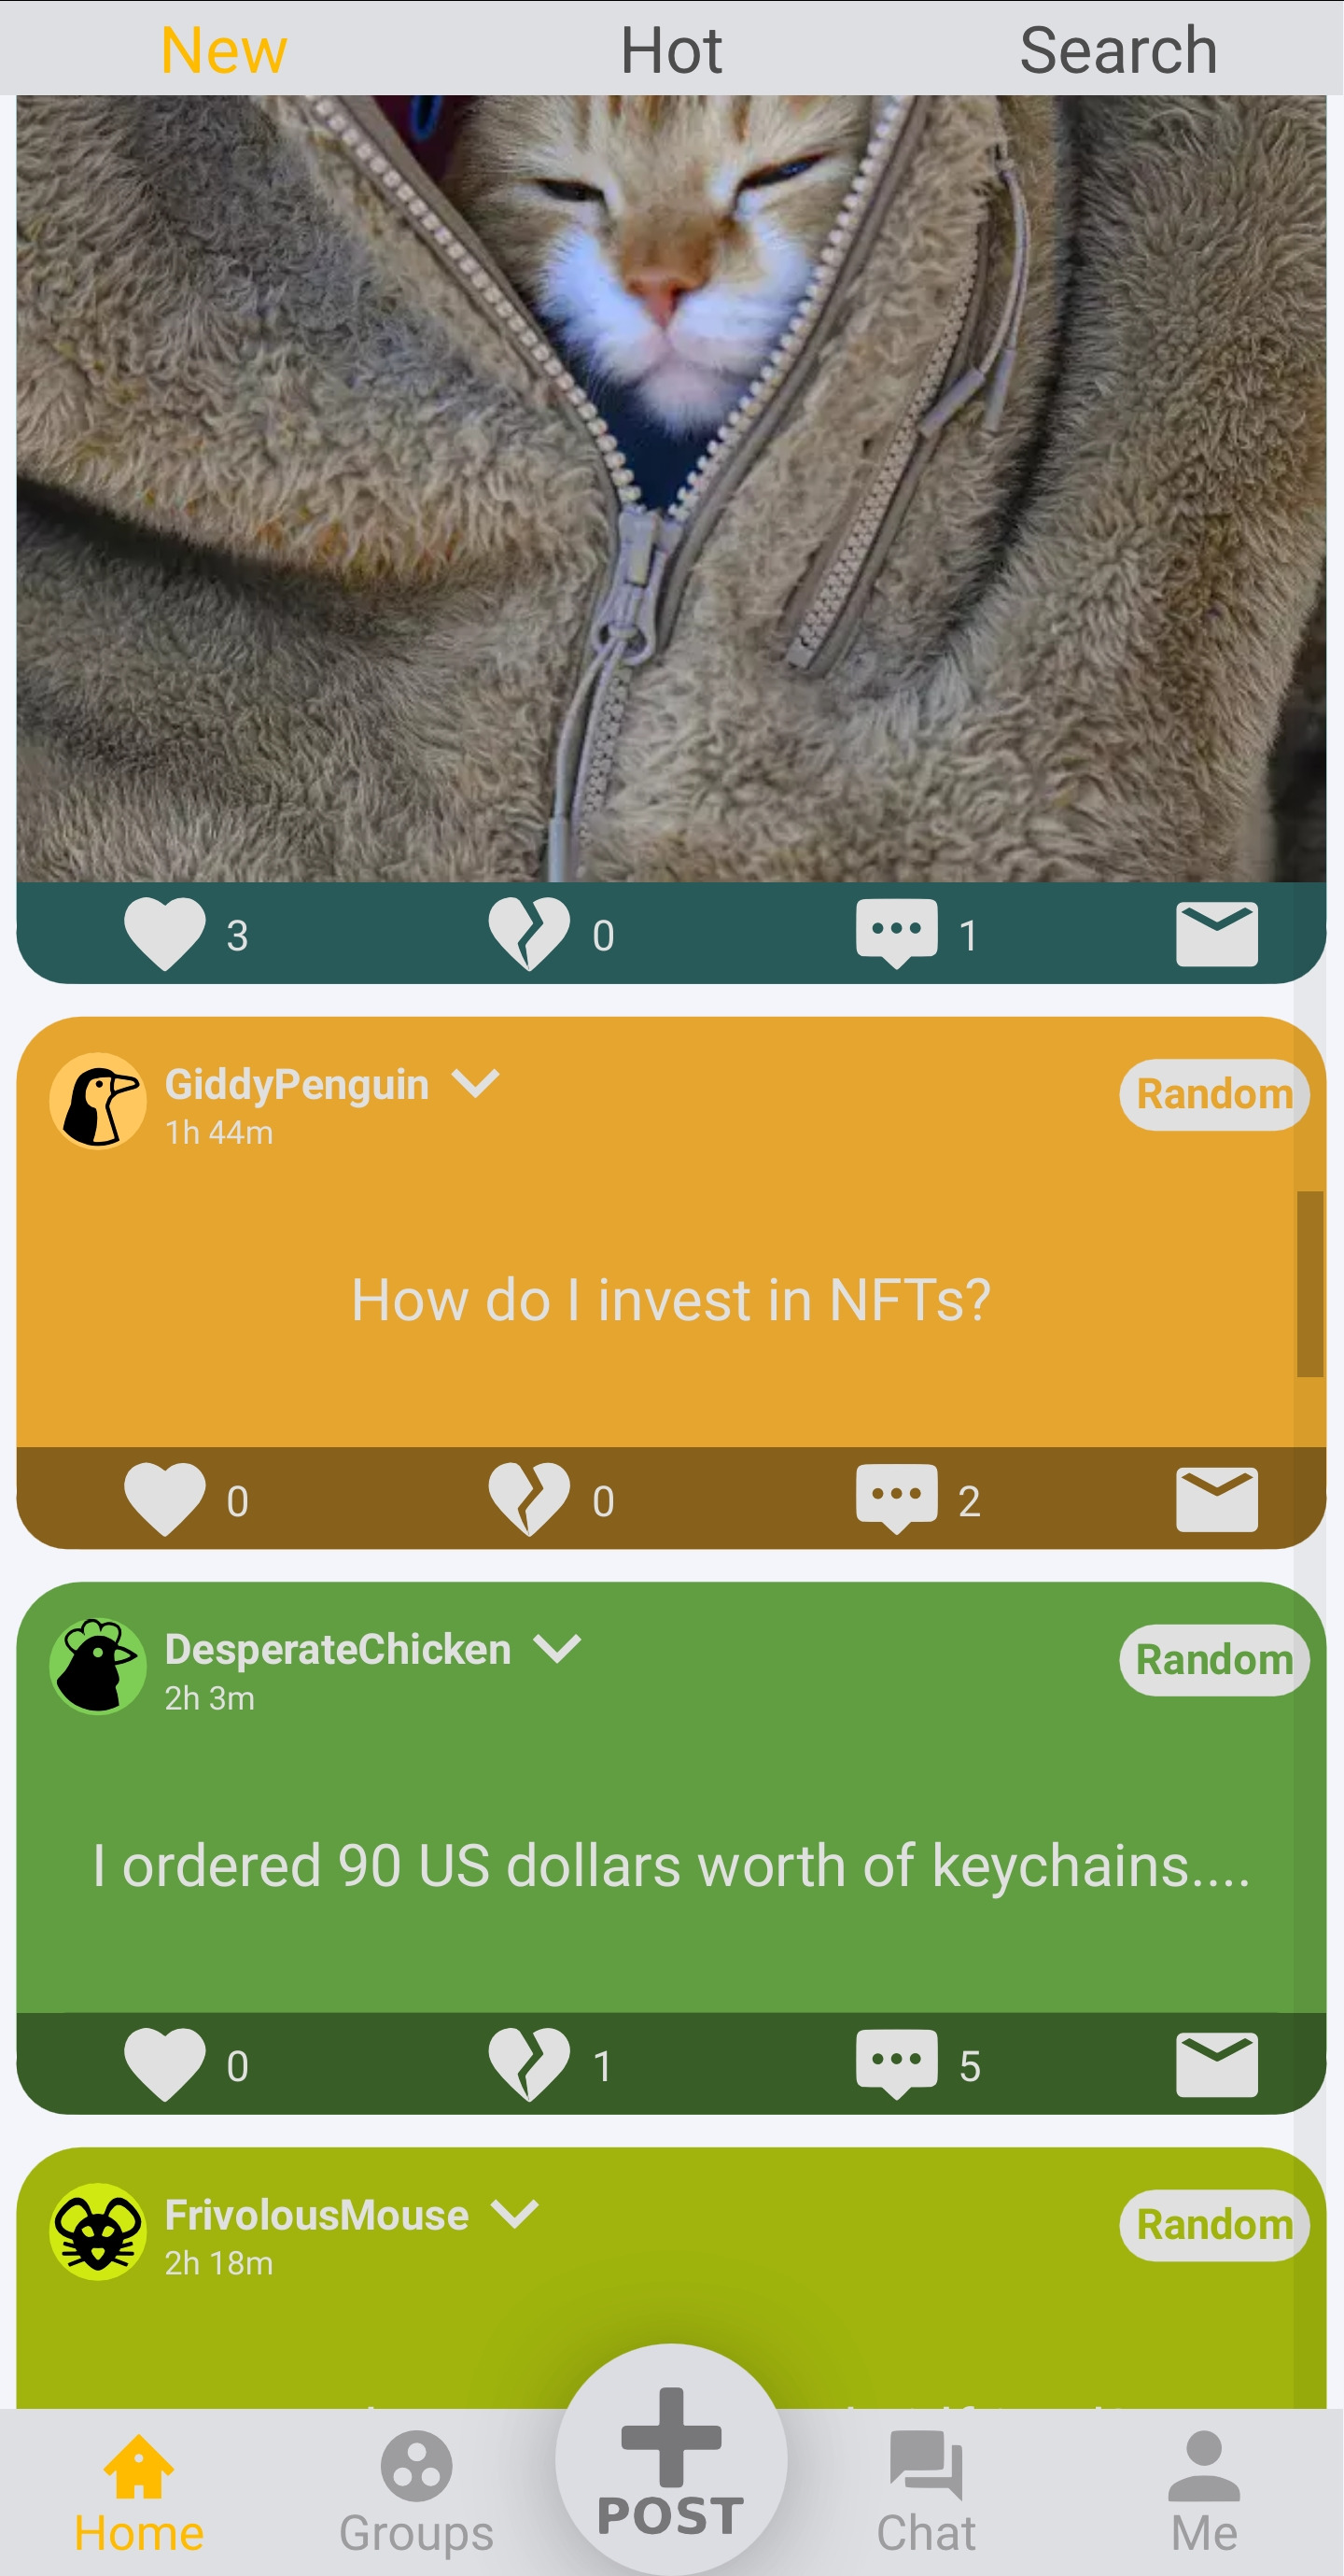 New Hot Search
3 0 1
GiddyPenguin Random
1h 44m
How do I invest in NFTs?
0 0 2
DesperateChicken Random
2h 3m
I ordered 90 US dollars worth of keychains....
0 1 5
FrivolousMouse Random
2h 18m
POST
Home Groups Chat Me